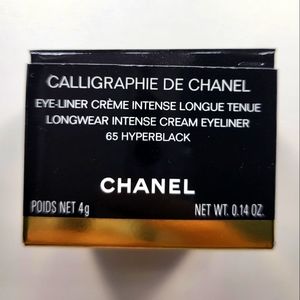 CALLIGRAPHIE DE CHANEL
EYE-LINER CRÈME INTENSE LONGUE TENUE
LONGWEAR INTENSE CREAM EYELINER
65 HYPERBLACK
CHANEL
POIDS NET 4g NET WT. 0.14 OZ.